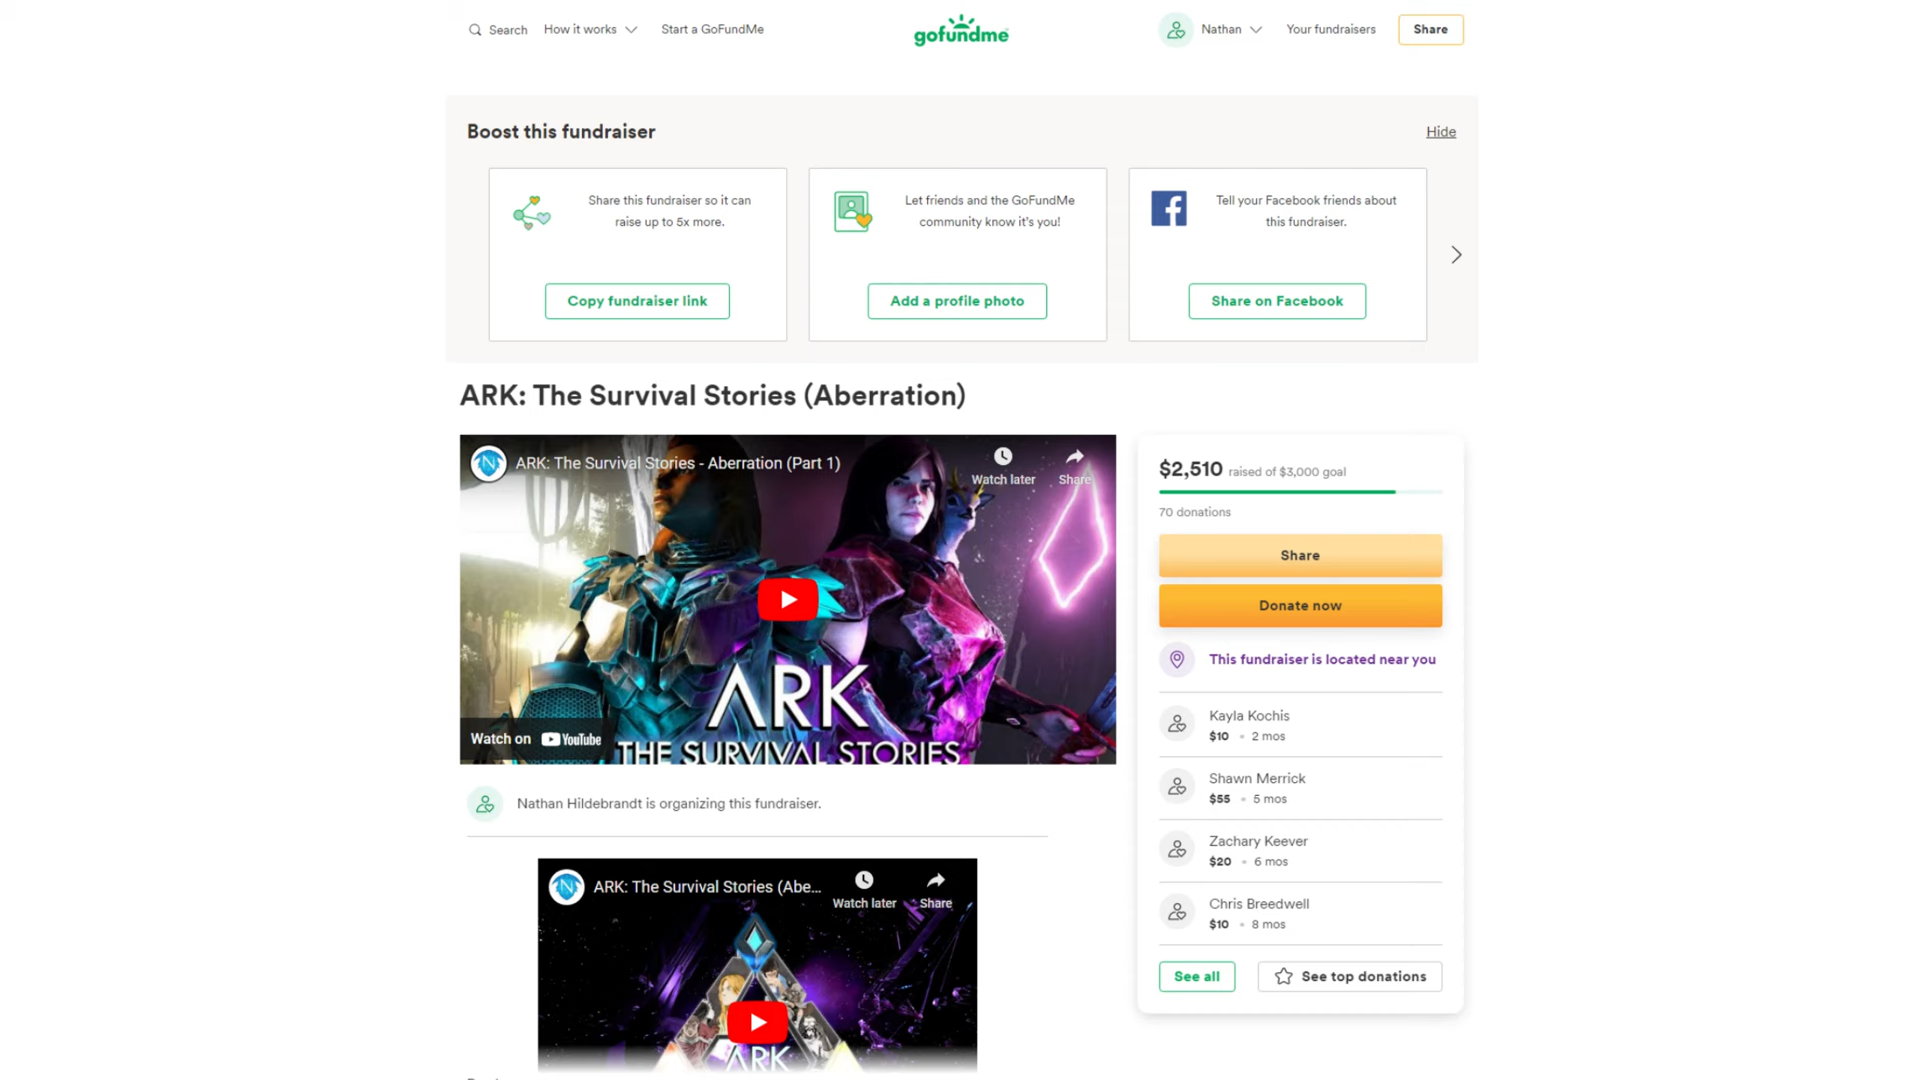 Search
How it works
Start a GoFundMe
gofundme
Nathan
Your fundraisers
Share
Boost this fundraiser
Hide
Share this fundraiser so it can
raise up to 5x more.
Copy fundraiser link
Let friends and the GoFundMe
community know it's you!
Add a profile photo
Tell your Facebook friends about
this fundraiser.
Share on Facebook
ARK: The Survival Stories (Aberration)
N
ARK: The Survival Stories - Aberration (Part 1)
Watch later
Share
ARK
THE SURVIVAL STORIES
Watch on YouTube
Nathan Hildebrandt is organizing this fundraiser.
N
ARK: The Survival Stories (Abe...
Watch later
Share
ARK
$2,510 raised of $3,000 goal
70 donations
Share
Donate now
This fundraiser is located near you
Kayla Kochis
$10 • 2 mos
Shawn Merrick
$55 • 5 mos
Zachary Keever
$20 • 6 mos
Chris Breedwell
$10 • 8 mos
See all
See top donations